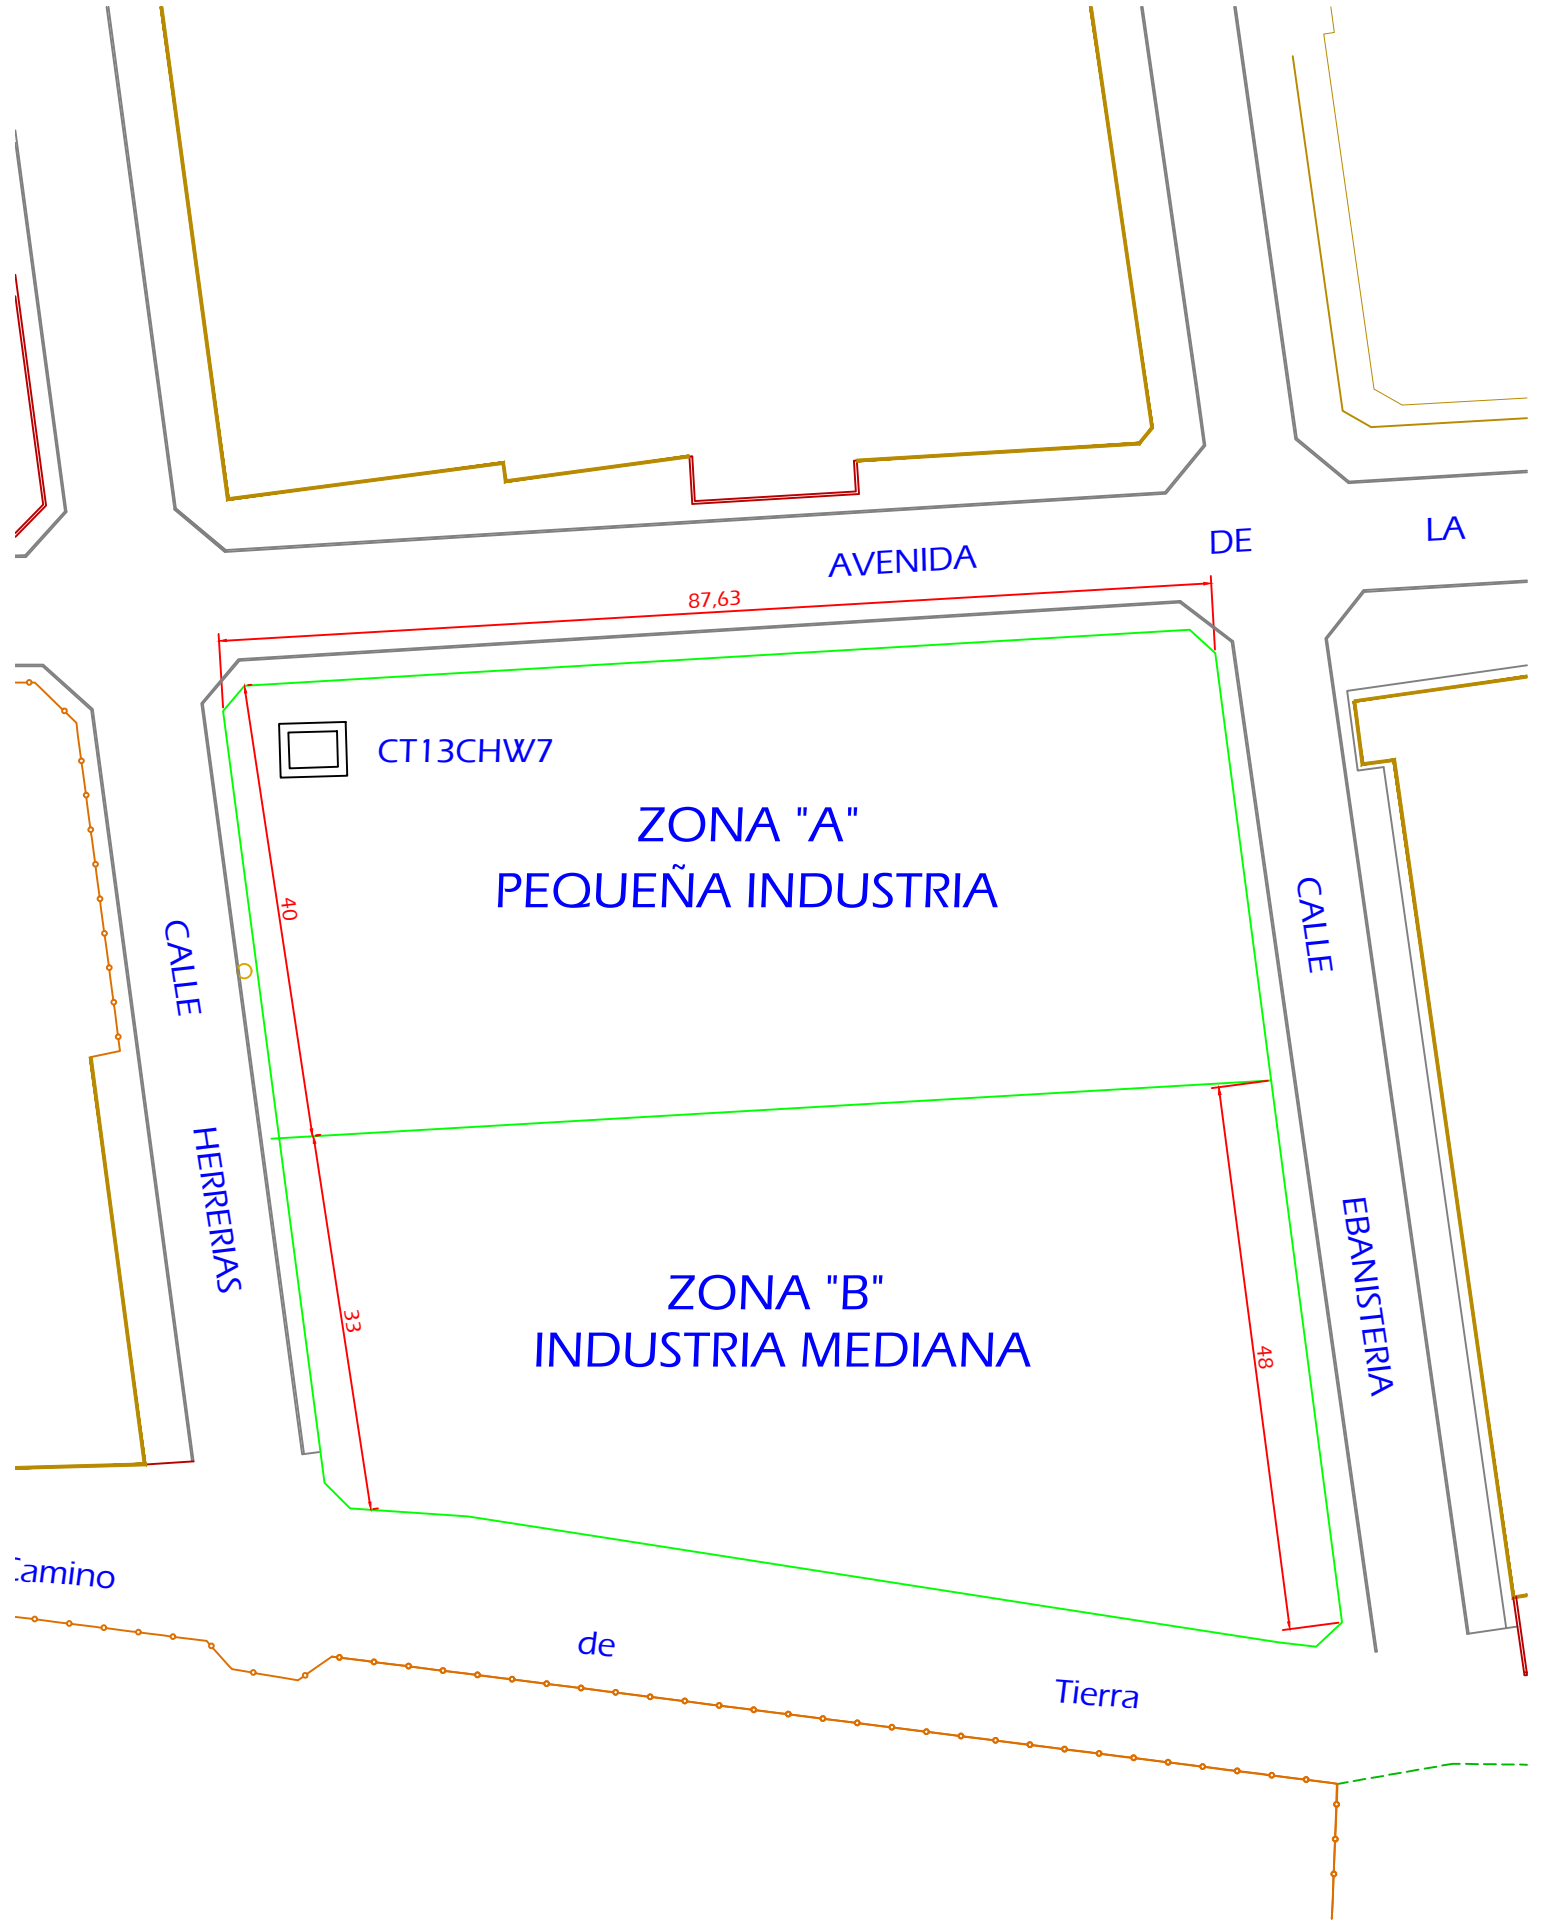 LA
DE
AVENIDA
87,63
CT13CHW7
ZONA "A"
PEQUEÑA INDUSTRIA
40
CALLE
CALLE
HERRERIAS
EBANISTERIA
ZONA "B"
INDUSTRIA MEDIANA
33
48
Camino
de
Tierra